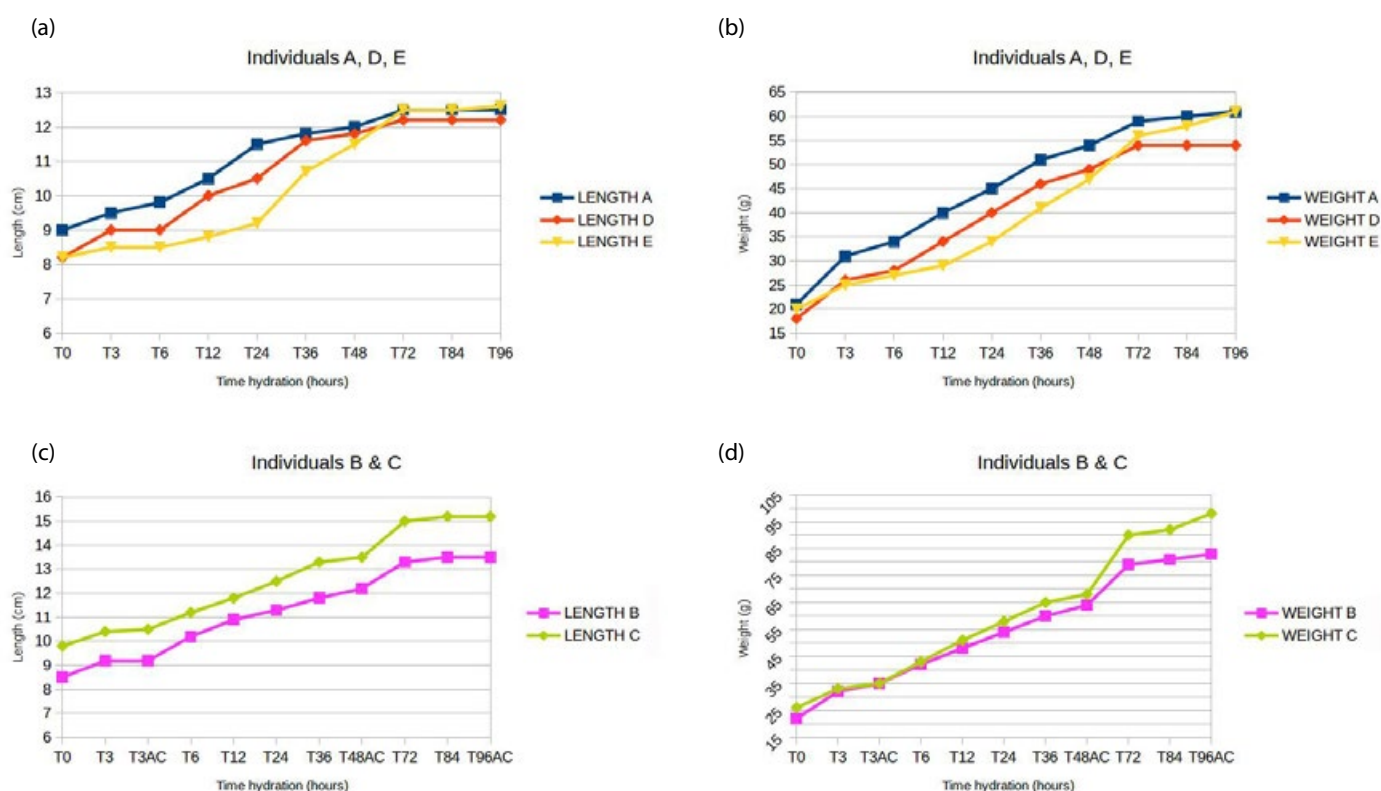 (a)
Individuals A, D, E
13
12
11
10
9
8
7
6
Length (cm)
T0 T3 T6 T12 T24 T36 T48 T72 T84 T96
Time hydration (hours)
LENGTH A
LENGTH D
LENGTH E
(b)
Individuals A, D, E
65
60
55
50
45
40
35
30
25
20
15
Weight (g)
T0 T3 T6 T12 T24 T36 T48 T72 T84 T96
Time hydration (hours)
WEIGHT A
WEIGHT D
WEIGHT E
(c)
Individuals B & C
16
15
14
13
12
11
10
9
8
7
6
Length (cm)
T0 T3 T3AC T6 T12 T24 T36 T48AC T72 T84 T96AC
Time hydration (hours)
LENGTH B
LENGTH C
(d)
Individuals B & C
105
95
85
75
65
55
45
35
25
15
Weight (g)
T0 T3 T3AC T6 T12 T24 T36 T48AC T72 T84 T96AC
Time hydration (hours)
WEIGHT B
WEIGHT C